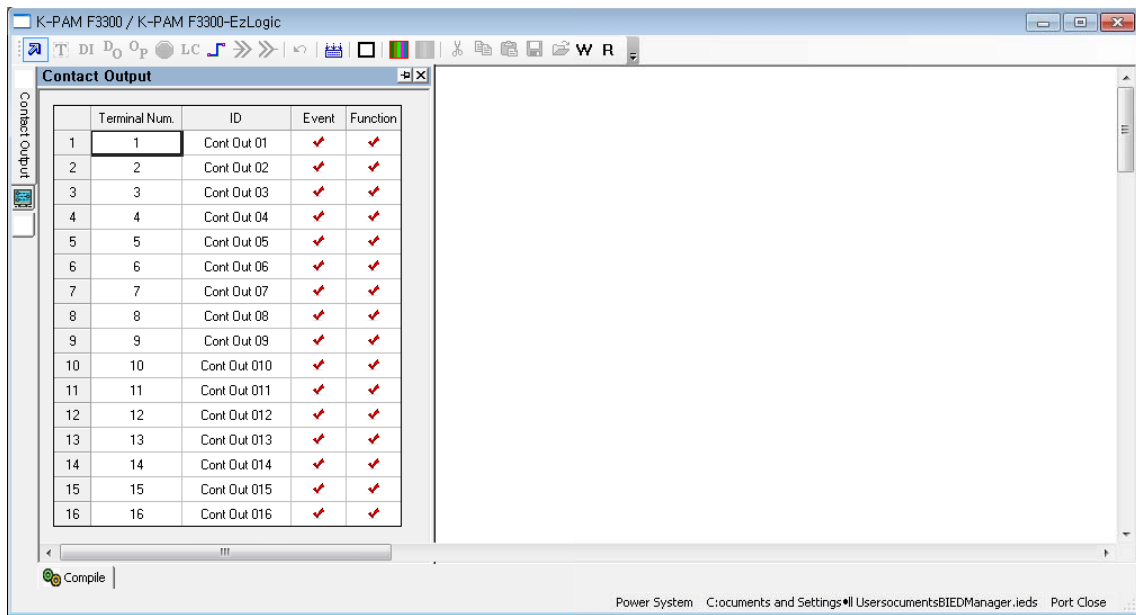 K-PAM F3300 / K-PAM F3300-EzLogic
T DI DO OP LC W R
Contact Output
Contact Output
Terminal Num. ID Event Function
1 1 Cont Out 01
2 2 Cont Out 02
3 3 Cont Out 03
4 4 Cont Out 04
5 5 Cont Out 05
6 6 Cont Out 06
7 7 Cont Out 07
8 8 Cont Out 08
9 9 Cont Out 09
10 10 Cont Out 010
11 11 Cont Out 011
12 12 Cont Out 012
13 13 Cont Out 013
14 14 Cont Out 014
15 15 Cont Out 015
16 16 Cont Out 016
Compile
Power System C:ocuments and Settings•ll UsersocumentsBIEDManager.ieds Port Close